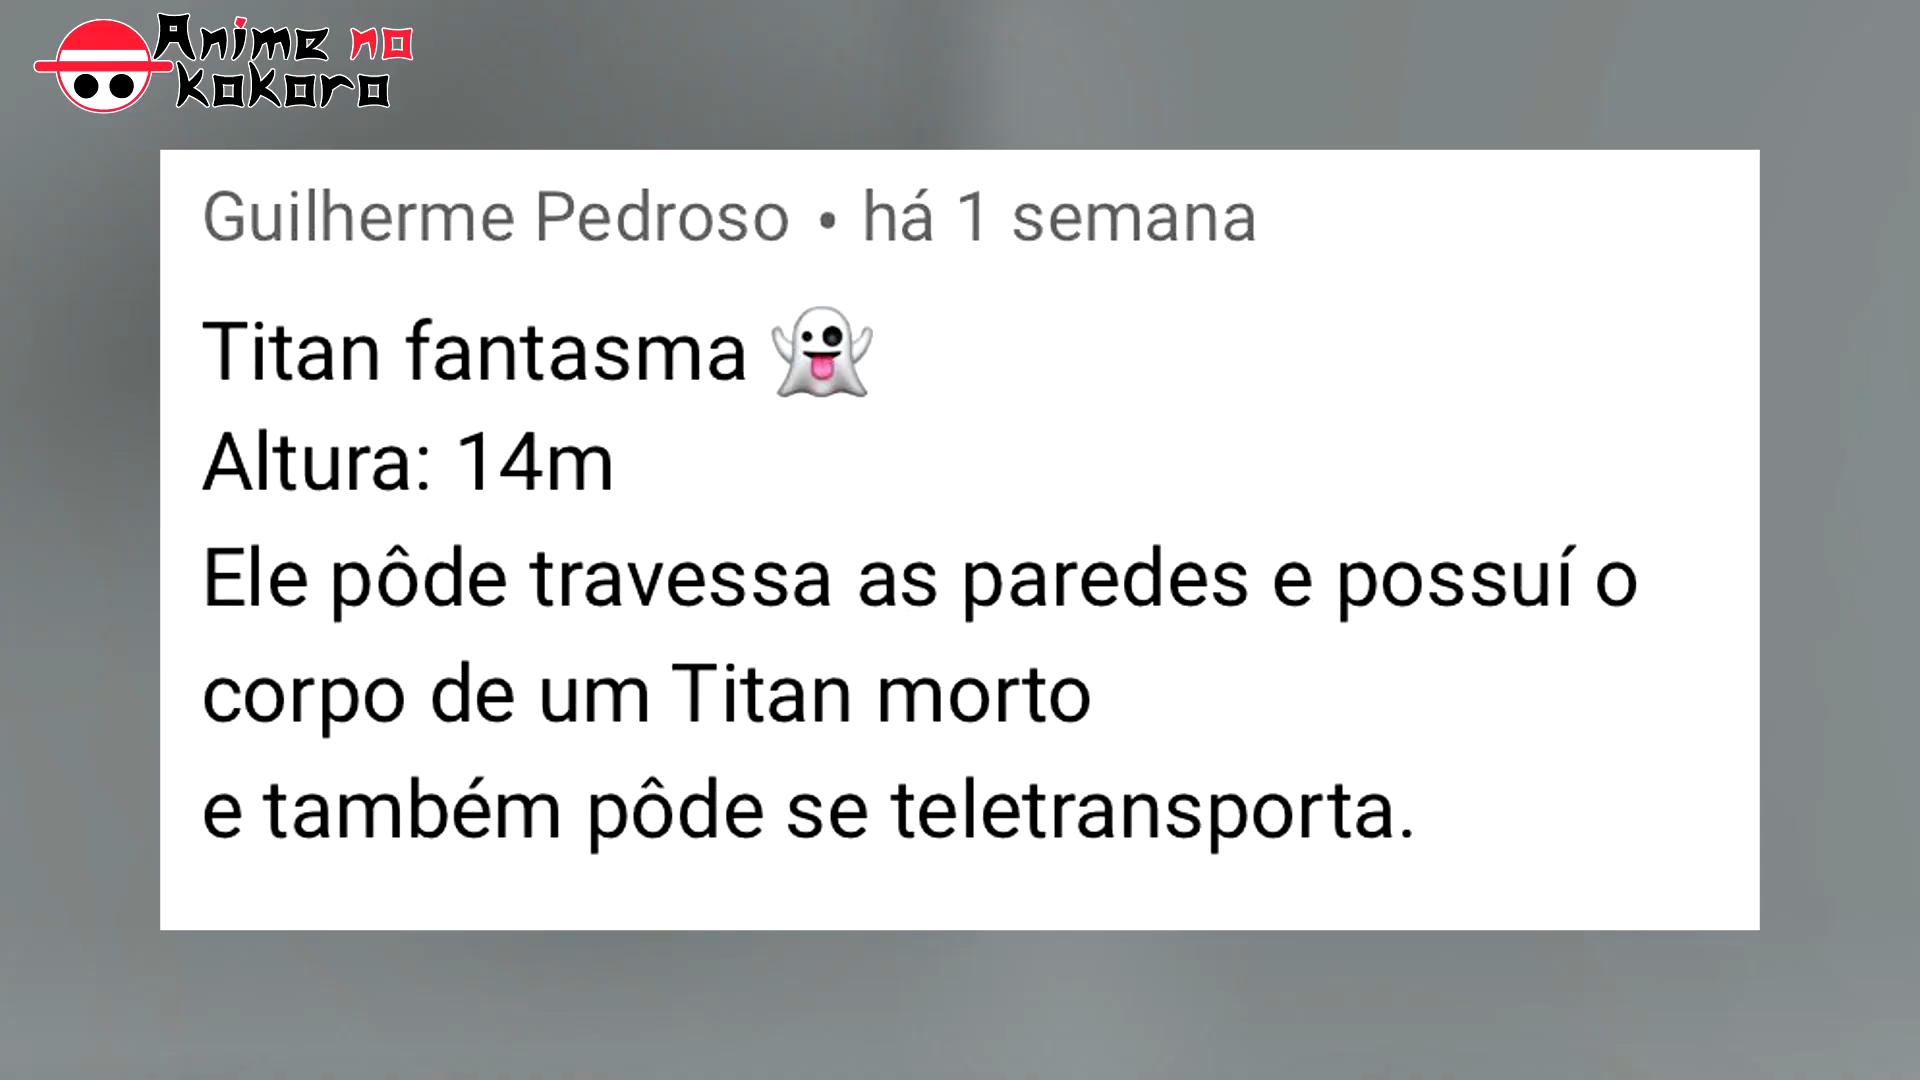 Anime no
kokoro
Guilherme Pedroso • há 1 semana
Titan fantasma 👻
Altura: 14m
Ele pôde travessa as paredes e possuí o
corpo de um Titan morto
e também pôde se teletransporta.